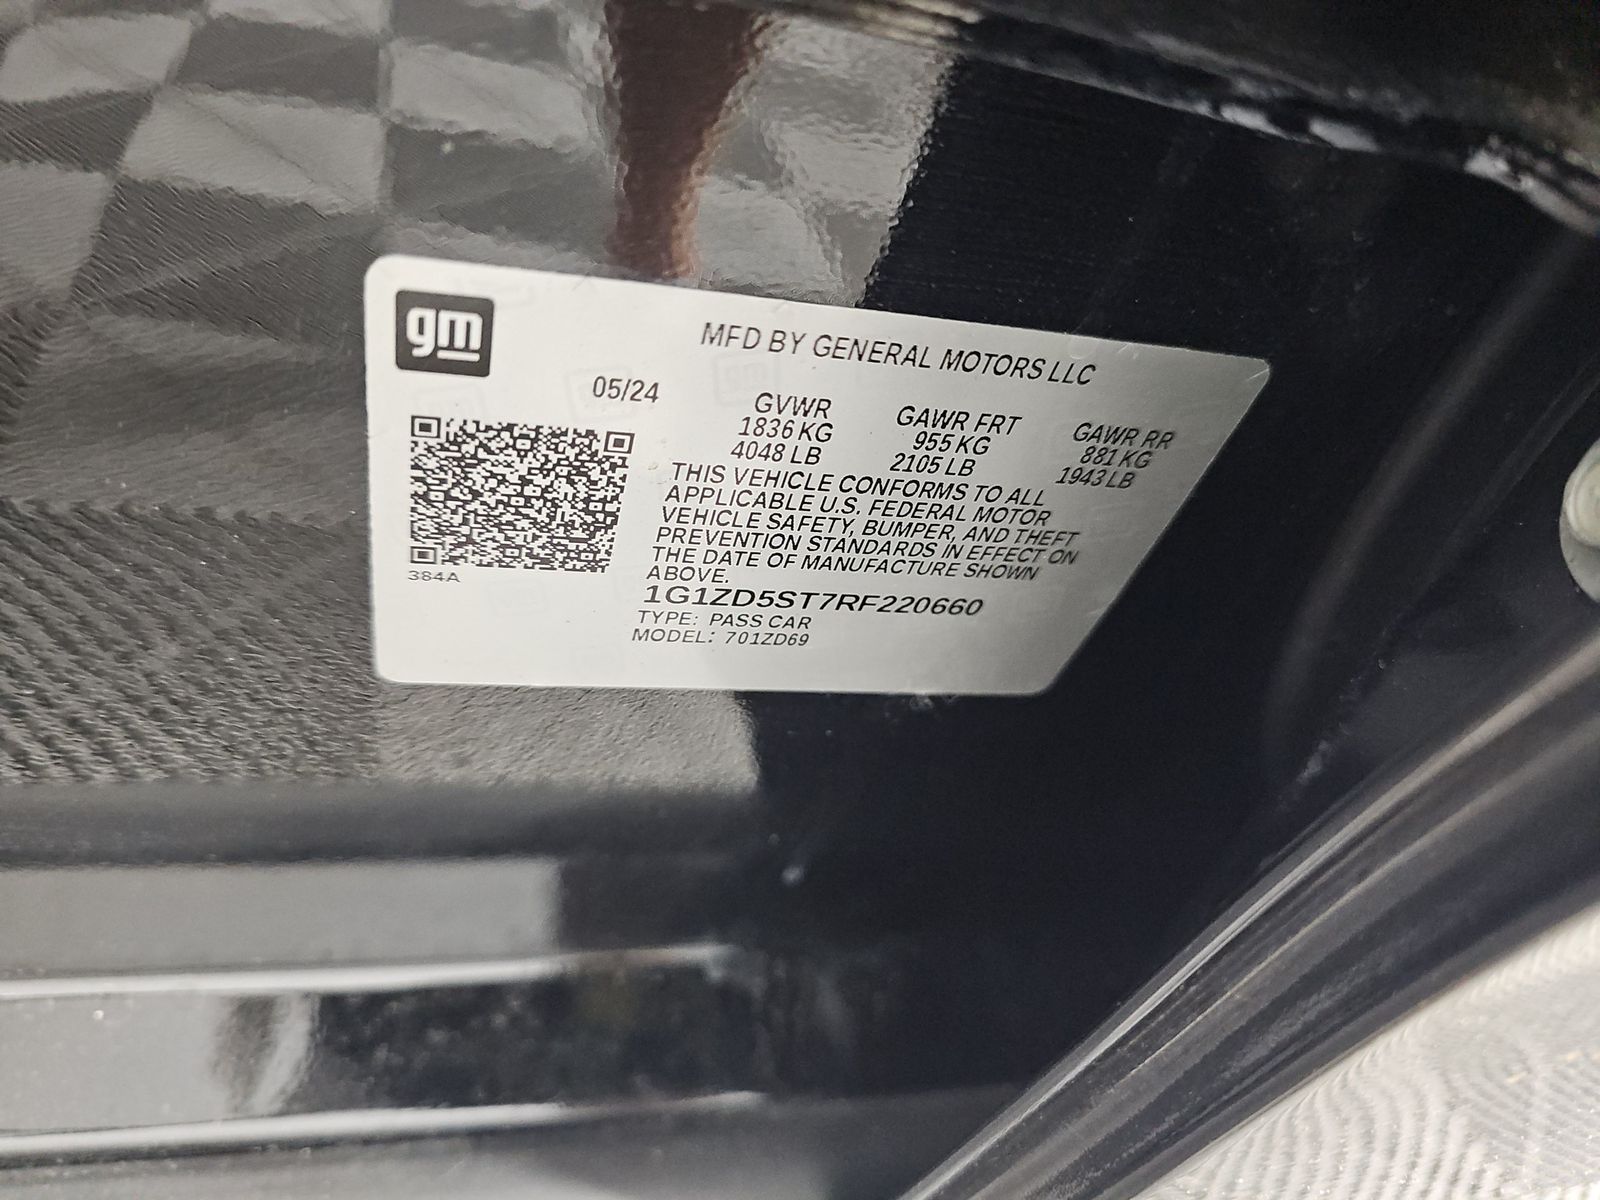 gm
MFD BY GENERAL MOTORS LLC
05/24
GVWR GAWR FRT GAWR RR
1836 KG 955 KG 881 KG
4048 LB 2105 LB 1943 LB
THIS VEHICLE CONFORMS TO ALL
APPLICABLE U.S. FEDERAL MOTOR
VEHICLE SAFETY, BUMPER, AND THEFT
PREVENTION STANDARDS IN EFFECT ON
THE DATE OF MANUFACTURE SHOWN
ABOVE.
384A
1G1ZD5ST7RF220660
TYPE: PASS CAR
MODEL: 701ZD69